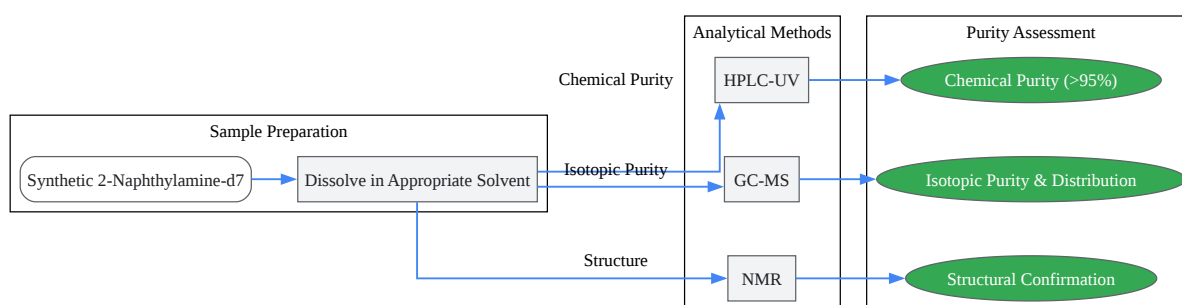 Sample Preparation
Synthetic 2-Naphthylamine-d7
Dissolve in Appropriate Solvent
Chemical Purity
Isotopic Purity
Structure
Analytical Methods
HPLC-UV
GC-MS
NMR
Purity Assessment
Chemical Purity (>95%)
Isotopic Purity & Distribution
Structural Confirmation